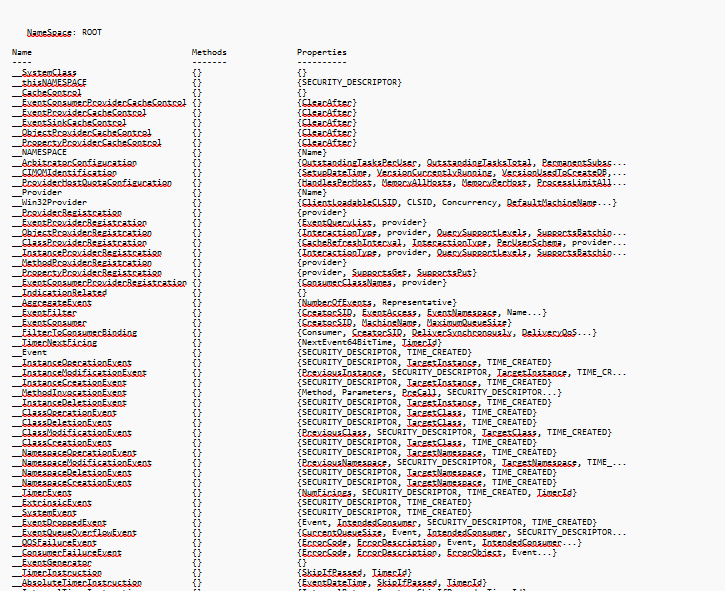 NameSpace: ROOT
Name Methods Properties
---- ------- ----------
__SystemClass {} {}
__thisNAMESPACE {} {SECURITY_DESCRIPTOR}
__CacheControl {} {}
__EventConsumerProviderCacheControl {} {ClearAfter}
__EventProviderCacheControl {} {ClearAfter}
__EventSinkCacheControl {} {ClearAfter}
__ObjectProviderCacheControl {} {ClearAfter}
__PropertyProviderCacheControl {} {ClearAfter}
__NAMESPACE {} {Name}
__ArbitratorConfiguration {} {OutstandingTasksPerUser, OutstandingTasksTotal, PermanentSubsc...
__CIMOMIdentification {} {SetupDateTime, VersionCurrentlyRunning, VersionUsedToCreateDB,...
__ProviderHostQuotaConfiguration {} {HandlesPerHost, MemoryAllHosts, MemoryPerHost, ProcessLimitAll...
__Provider {} {Name}
__Win32Provider {} {ClientLoadableCLSID, CLSID, Concurrency, DefaultMachineName...}
__ProviderRegistration {} {provider}
__EventProviderRegistration {} {EventQueryList, provider}
__ObjectProviderRegistration {} {InteractionType, provider, QuerySupportLevels, SupportsBatchin...
__ClassProviderRegistration {} {CacheRefreshInterval, InteractionType, PerUserSchema, provider...
__InstanceProviderRegistration {} {InteractionType, provider, QuerySupportLevels, SupportsBatchin...
__MethodProviderRegistration {} {provider}
__PropertyProviderRegistration {} {provider, SupportsGet, SupportsPut}
__EventConsumerProviderRegistration {} {ConsumerClassNames, provider}
__IndicationRelated {} {}
__AggregateEvent {} {NumberOfEvents, Representative}
__EventFilter {} {CreatorSID, EventAccess, EventNamespace, Name...}
__EventConsumer {} {CreatorSID, MachineName, MaximumQueueSize}
__FilterToConsumerBinding {} {Consumer, CreatorSID, DeliverSynchronously, DeliveryQoS...}
__TimerNextFiring {} {NextEvent64BitTime, TimerId}
__Event {} {SECURITY_DESCRIPTOR, TIME_CREATED}
__InstanceOperationEvent {} {SECURITY_DESCRIPTOR, TargetInstance, TIME_CREATED}
__InstanceModificationEvent {} {PreviousInstance, SECURITY_DESCRIPTOR, TargetInstance, TIME_CR...
__InstanceCreationEvent {} {SECURITY_DESCRIPTOR, TargetInstance, TIME_CREATED}
__MethodInvocationEvent {} {Method, Parameters, PreCall, SECURITY_DESCRIPTOR...}
__InstanceDeletionEvent {} {SECURITY_DESCRIPTOR, TargetInstance, TIME_CREATED}
__ClassOperationEvent {} {SECURITY_DESCRIPTOR, TargetClass, TIME_CREATED}
__ClassDeletionEvent {} {SECURITY_DESCRIPTOR, TargetClass, TIME_CREATED}
__ClassModificationEvent {} {PreviousClass, SECURITY_DESCRIPTOR, TargetClass, TIME_CREATED}
__ClassCreationEvent {} {SECURITY_DESCRIPTOR, TargetClass, TIME_CREATED}
__NamespaceOperationEvent {} {SECURITY_DESCRIPTOR, TargetNamespace, TIME_CREATED}
__NamespaceModificationEvent {} {PreviousNamespace, SECURITY_DESCRIPTOR, TargetNamespace, TIME_...
__NamespaceDeletionEvent {} {SECURITY_DESCRIPTOR, TargetNamespace, TIME_CREATED}
__NamespaceCreationEvent {} {SECURITY_DESCRIPTOR, TargetNamespace, TIME_CREATED}
__TimerEvent {} {NumFirings, SECURITY_DESCRIPTOR, TIME_CREATED, TimerId}
__ExtrinsicEvent {} {SECURITY_DESCRIPTOR, TIME_CREATED}
__SystemEvent {} {SECURITY_DESCRIPTOR, TIME_CREATED}
__EventDroppedEvent {} {Event, IntendedConsumer, SECURITY_DESCRIPTOR, TIME_CREATED}
__EventQueueOverflowEvent {} {CurrentQueueSize, Event, IntendedConsumer, SECURITY_DESCRIPTOR...
__QOSFailureEvent {} {ErrorCode, ErrorDescription, Event, IntendedConsumer...}
__ConsumerFailureEvent {} {ErrorCode, ErrorDescription, ErrorObject, Event...}
__EventGenerator {} {}
__TimerInstruction {} {SkipIfPassed, TimerId}
__AbsoluteTimerInstruction {} {EventDateTime, SkipIfPassed, TimerId}